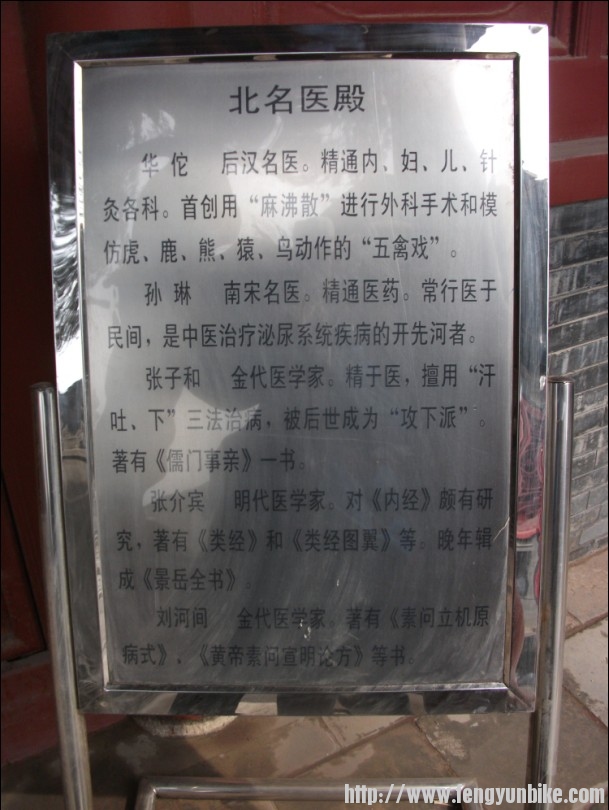 北名医殿
华佗 后汉名医。精通内、妇、儿、针
灸各科。首创用“麻沸散”进行外科手术和模
仿虎、鹿、熊、猿、鸟动作的“五禽戏”。
孙琳 南宋名医。精通医药。常行医于
民间，是中医治疗泌尿系统疾病的开先河者。
张子和 金代医学家。精于医，擅用“汗
吐、下”三法治病，被后世成为“攻下派”。
著有《儒门事亲》一书。
张介宾 明代医学家。对《内经》颇有研
究，著有《类经》和《类经图翼》等。晚年辑
成《景岳全书》。
刘河间 金代医学家。著有《素问立机原
病式》、《黄帝素问宣明论方》等书。
http://www.fengyunbike.com